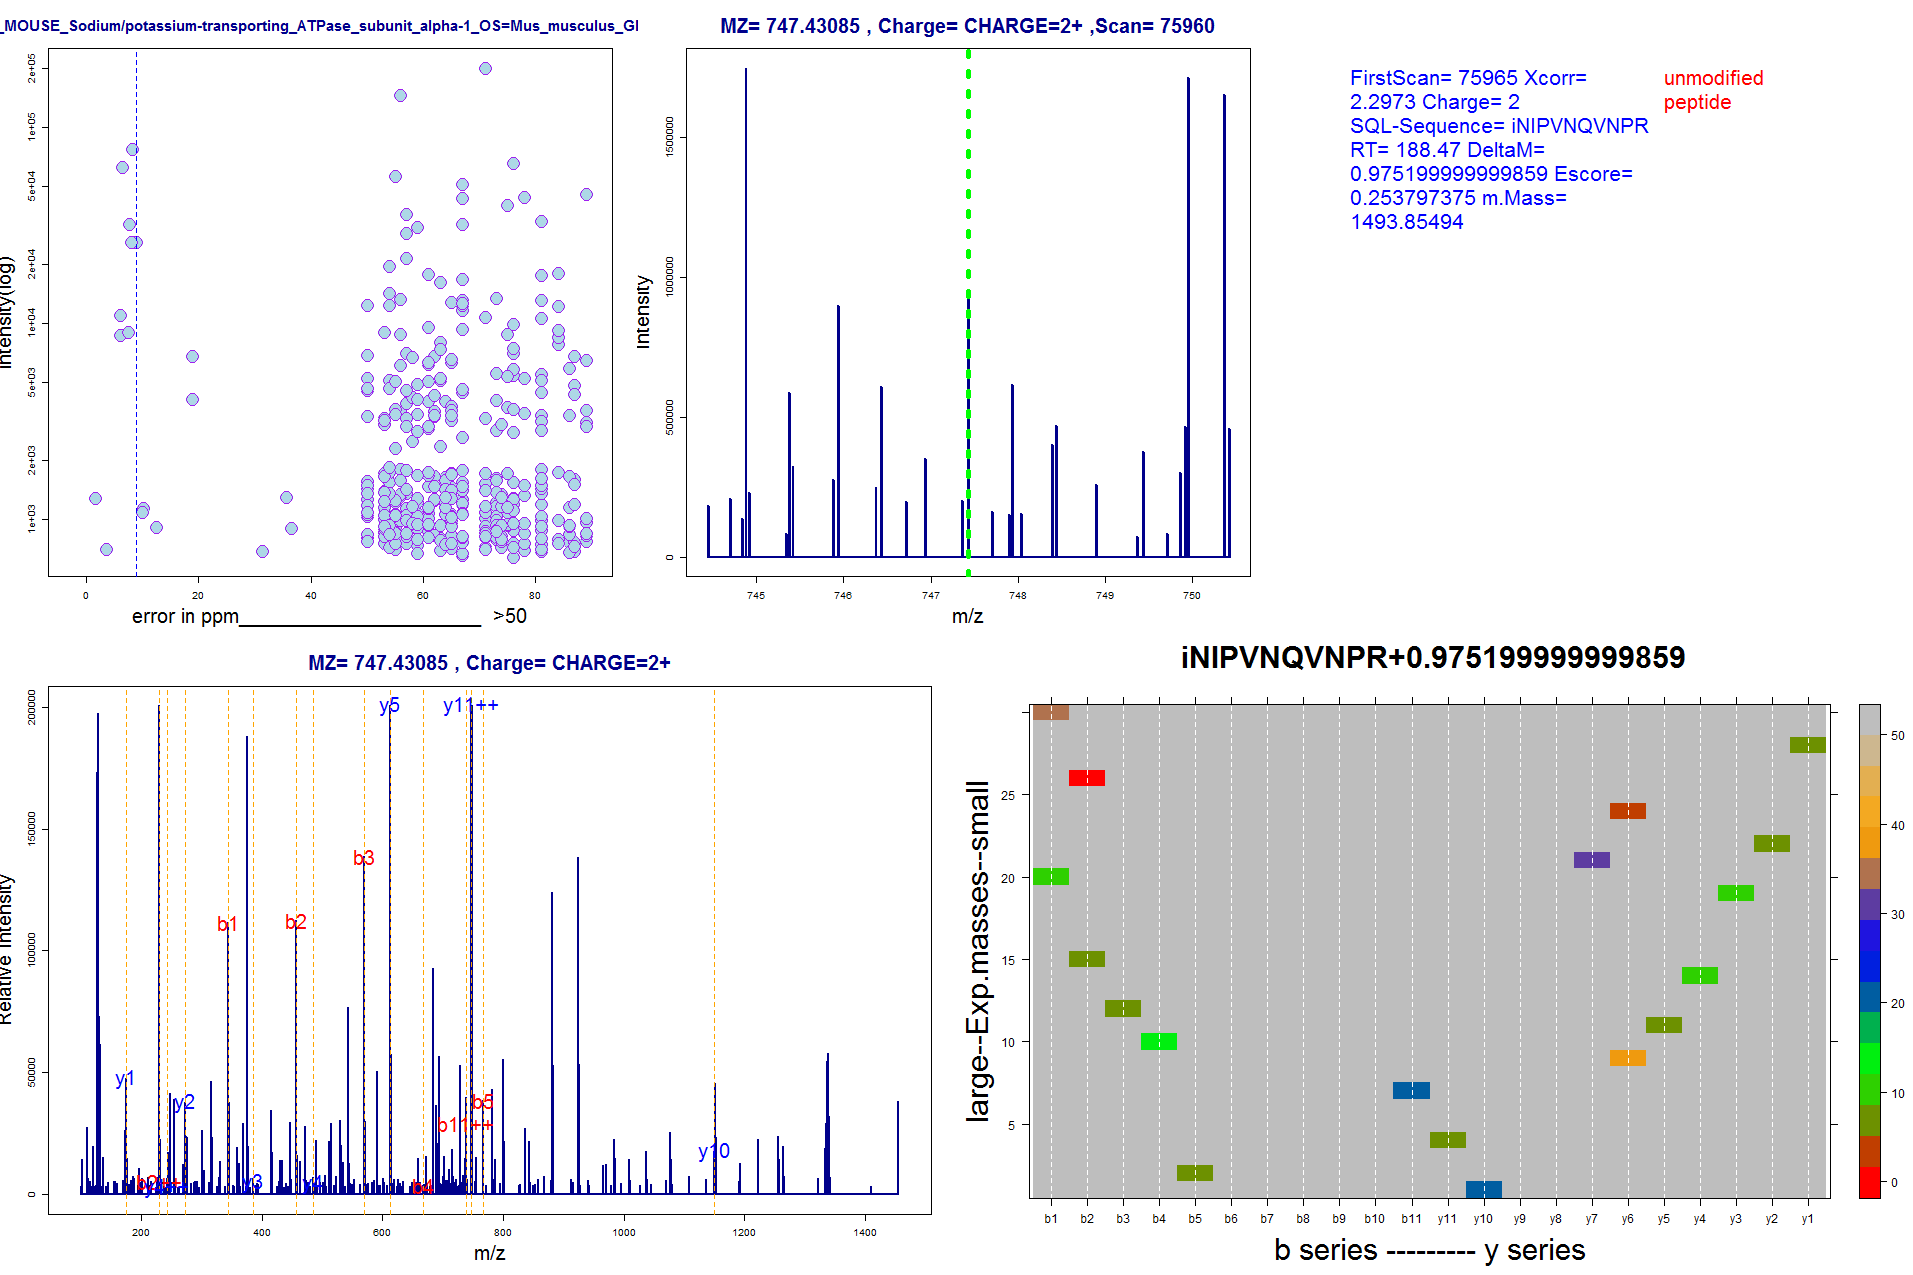 _MOUSE_Sodium/potassium-transporting_ATPase_subunit_alpha-1_OS=Mus_musculus_GI
Intensity(log)
2e+05
1e+05
5e+04
2e+04
1e+04
5e+03
2e+03
1e+03
0 20 40 60 80
error in ppm______________________ >50
MZ= 747.43085 , Charge= CHARGE=2+ ,Scan= 75960
Intensity
1500000
1000000
500000
0
745 746 747 748 749 750
m/z
FirstScan= 75965 Xcorr=
2.2973 Charge= 2
SQL-Sequence= iNIPVNQVNPR
RT= 188.47 DeltaM=
0.975199999999859 Escore=
0.253797375 m.Mass=
1493.85494
unmodified
peptide
MZ= 747.43085 , Charge= CHARGE=2+
Relative Intensity
200000
150000
100000
50000
0
y5 y11++
b3
b1 b2
y1
y2 b5
b11++
y10
b2++
y3 y4 b4
200 400 600 800 1000 1200 1400
m/z
iNIPVNQVNPR+0.975199999999859
large--Exp.masses--small
25
20
15
10
5
b1 b2 b3 b4 b5 b6 b7 b8 b9 b10 b11 y11 y10 y9 y8 y7 y6 y5 y4 y3 y2 y1
b series --------- y series
50
40
30
20
10
0